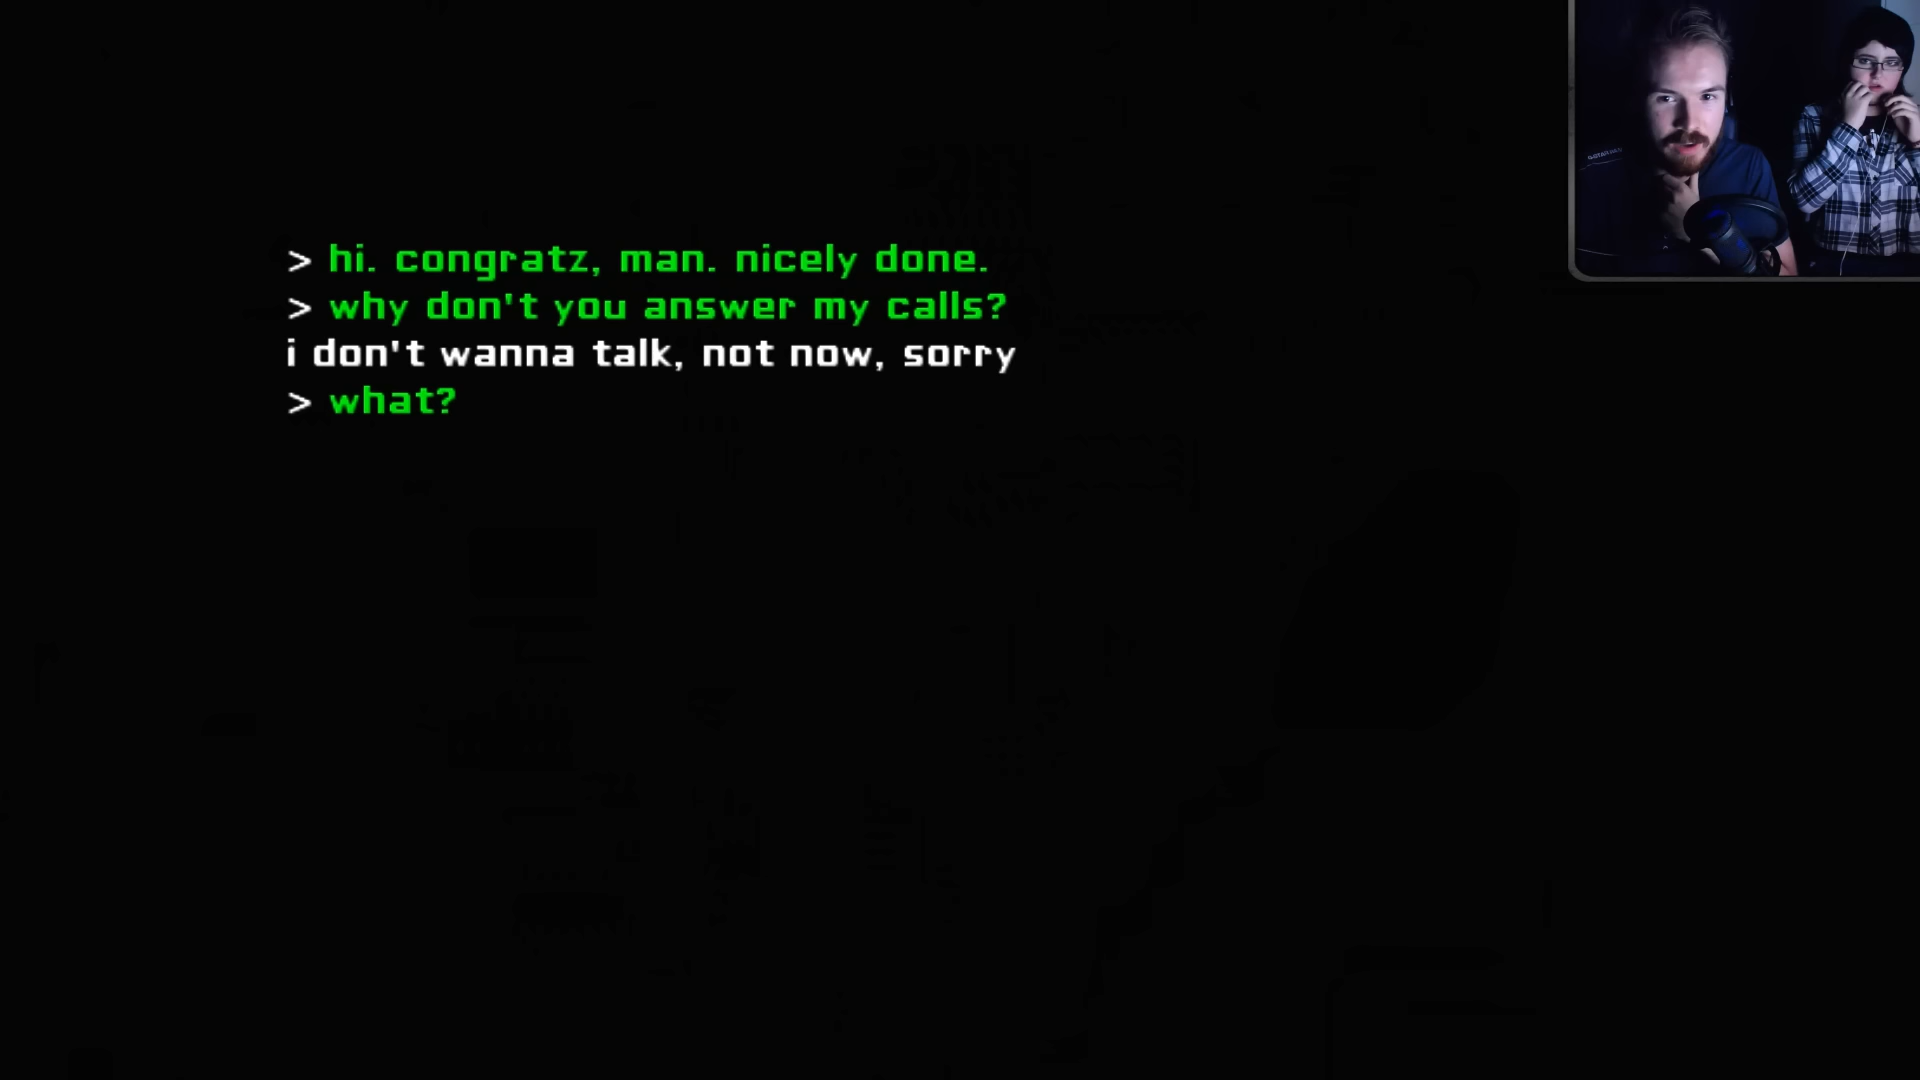 > hi. congratz, man. nicely done.
> why don't you answer my calls?
i don't wanna talk, not now, sorry
> what?